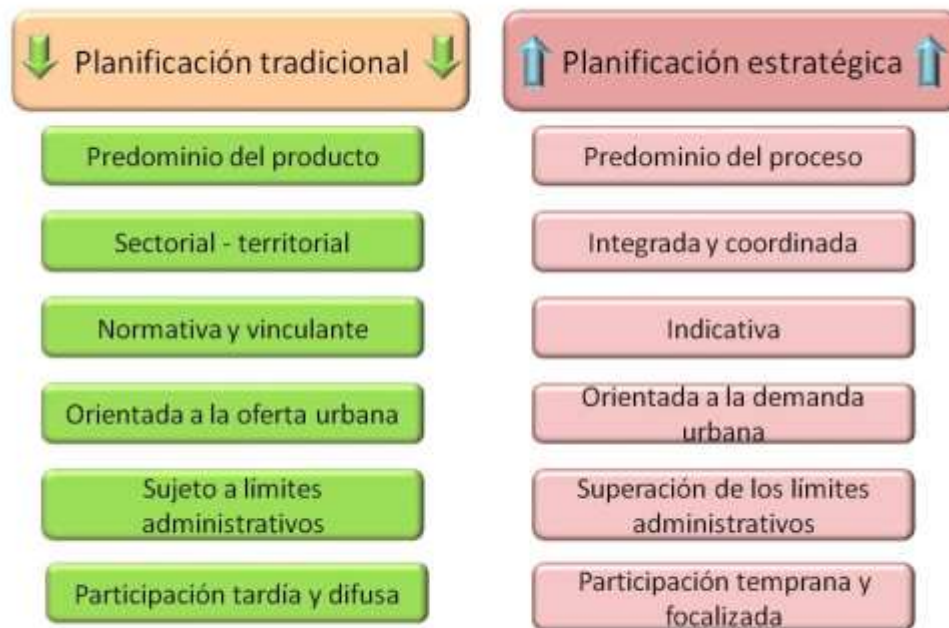 Planificación tradicional
Predominio del producto
Sectorial - territorial
Normativa y vinculante
Orientada a la oferta urbana
Sujeto a límites
administrativos
Participación tardía y difusa
Planificación estratégica
Predominio del proceso
Integrada y coordinada
Indicativa
Orientada a la demanda
urbana
Superación de los límites
administrativos
Participación temprana y
focalizada